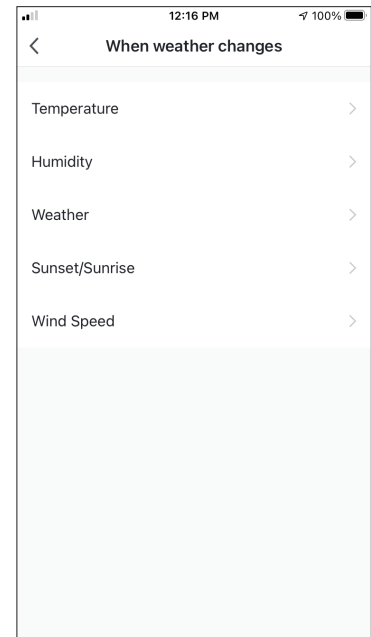 12:16 PM 100%
When weather changes
Temperature
Humidity
Weather
Sunset/Sunrise
Wind Speed